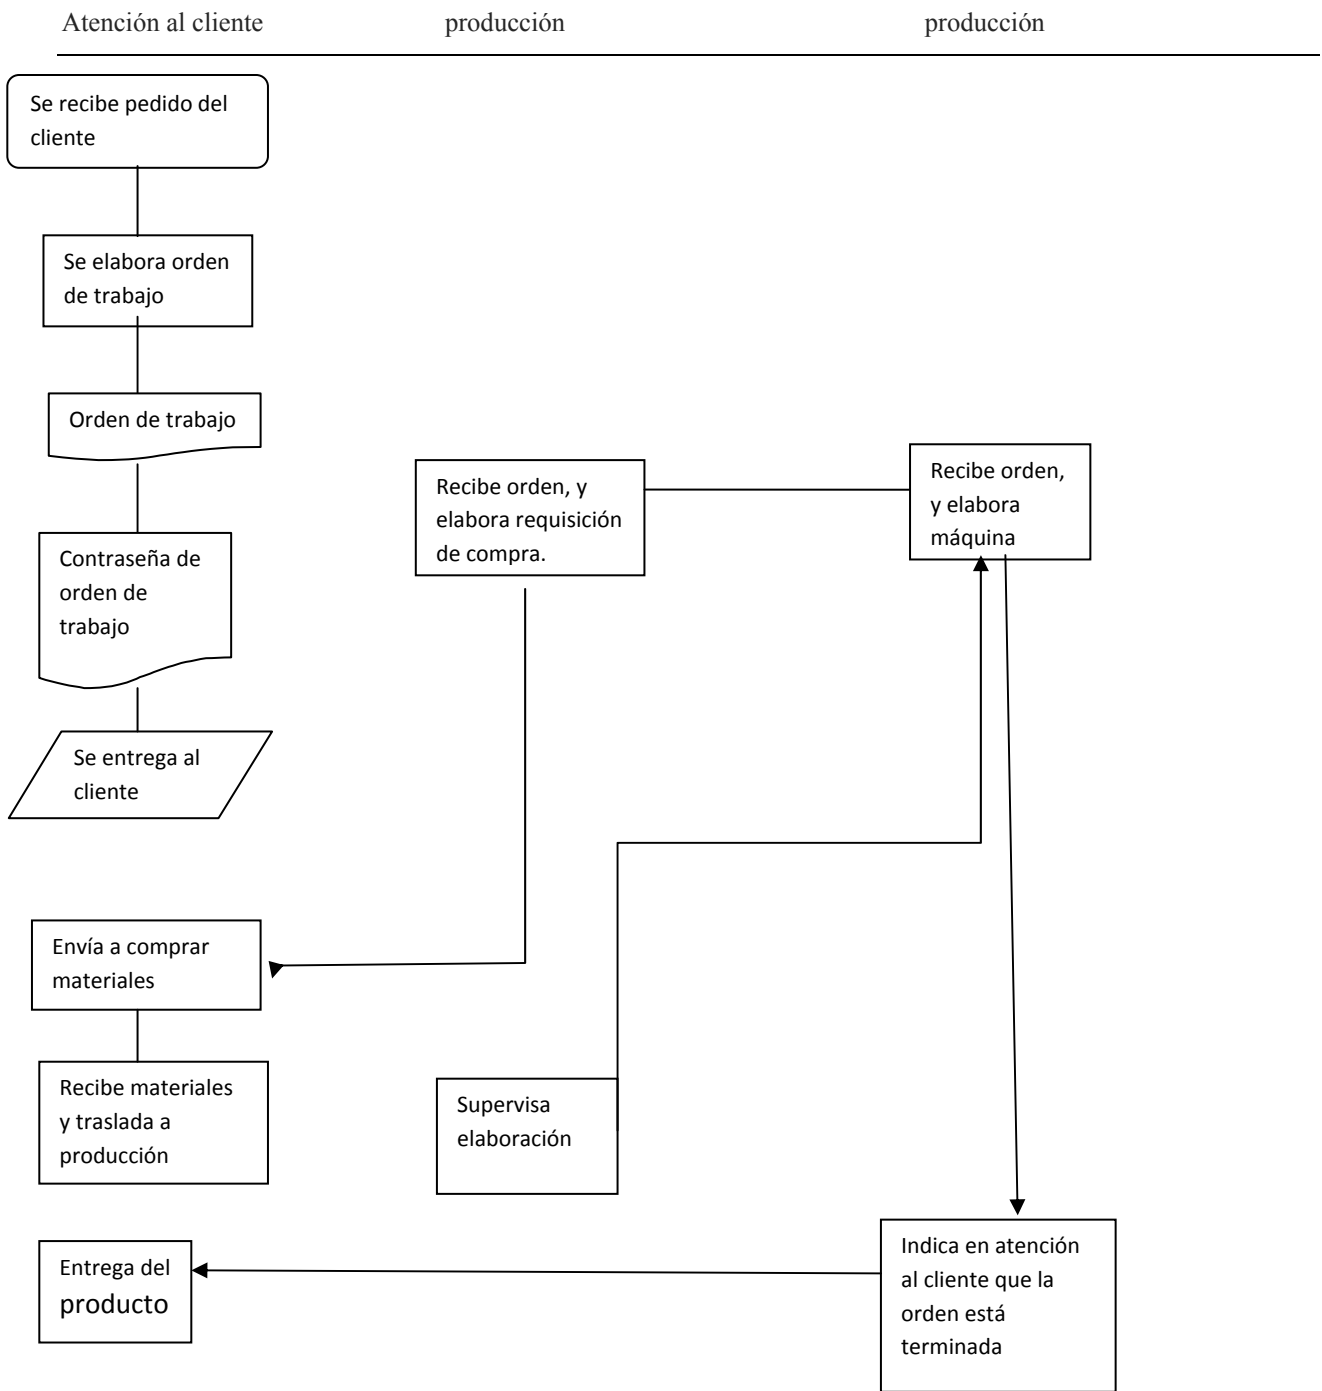 Atención al cliente
producción
producción
Se recibe pedido del
cliente
Se elabora orden
de trabajo
Orden de trabajo
Contraseña de
orden de
trabajo
Se entrega al
cliente
Recibe orden, y
elabora requisición
de compra.
Recibe orden,
y elabora
máquina
Envía a comprar
materiales
Recibe materiales
y traslada a
producción
Supervisa
elaboración
Entrega del
producto
Indica en atención
al cliente que la
orden está
terminada